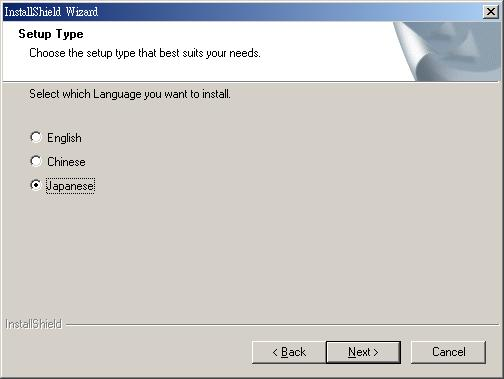 InstallShield Wizard
Setup Type
Choose the setup type that best suits your needs.
Select which Language you want to install.
English
Chinese
Japanese
InstallShield
< Back
Next >
Cancel